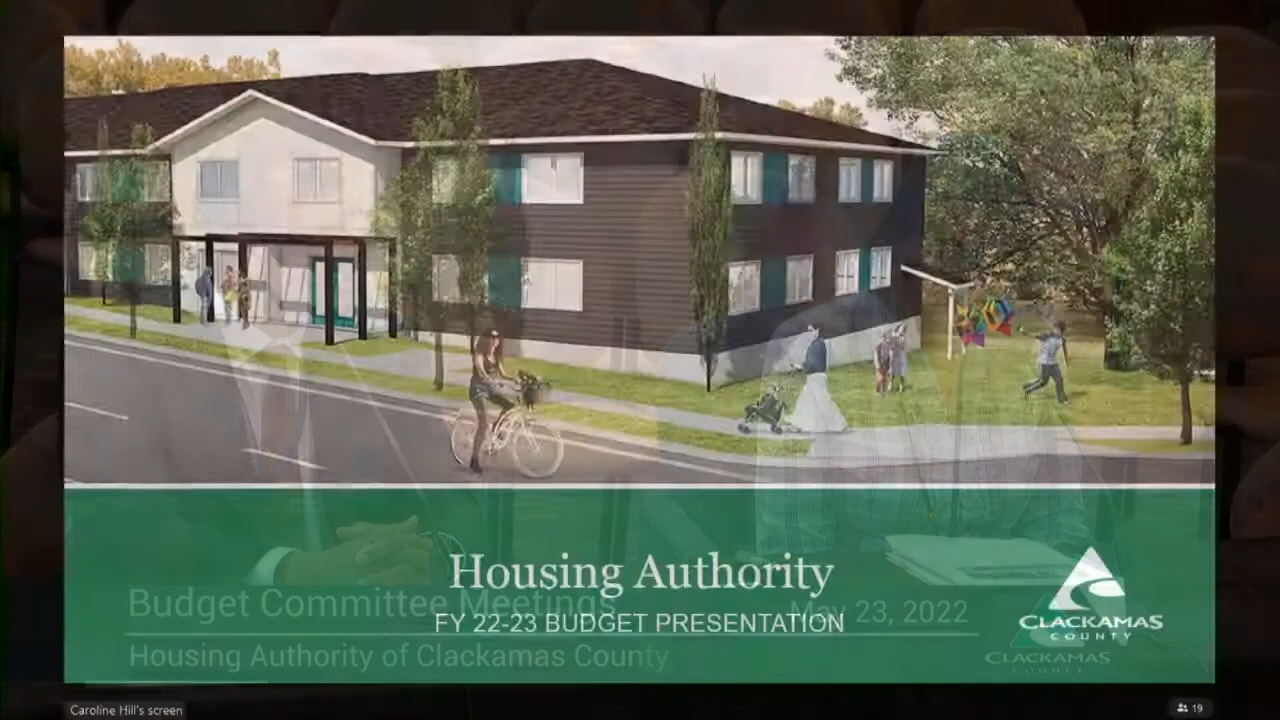 Housing Authority
Budget Committee Meetings
May 23, 2022
FY 22-23 BUDGET PRESENTATION
Housing Authority of Clackamas County
CLACKAMAS
COUNTY
CLACKAMAS
COUNTY
Caroline Hill's screen
19